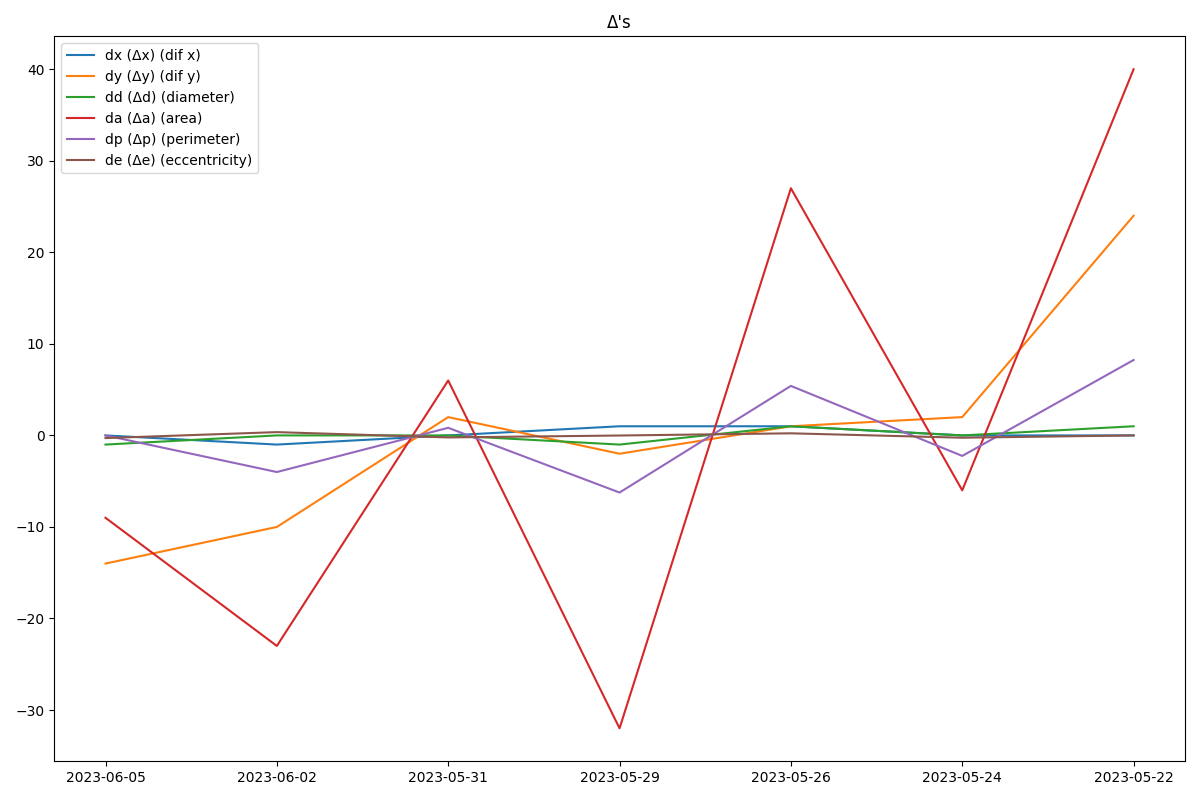 Δ's
dx (Δx) (dif x)
dy (Δy) (dif y)
dd (Δd) (diameter)
da (Δa) (area)
dp (Δp) (perimeter)
de (Δe) (eccentricity)
40
30
20
10
0
−10
−20
−30
2023-06-05 2023-06-02 2023-05-31 2023-05-29 2023-05-26 2023-05-24 2023-05-22